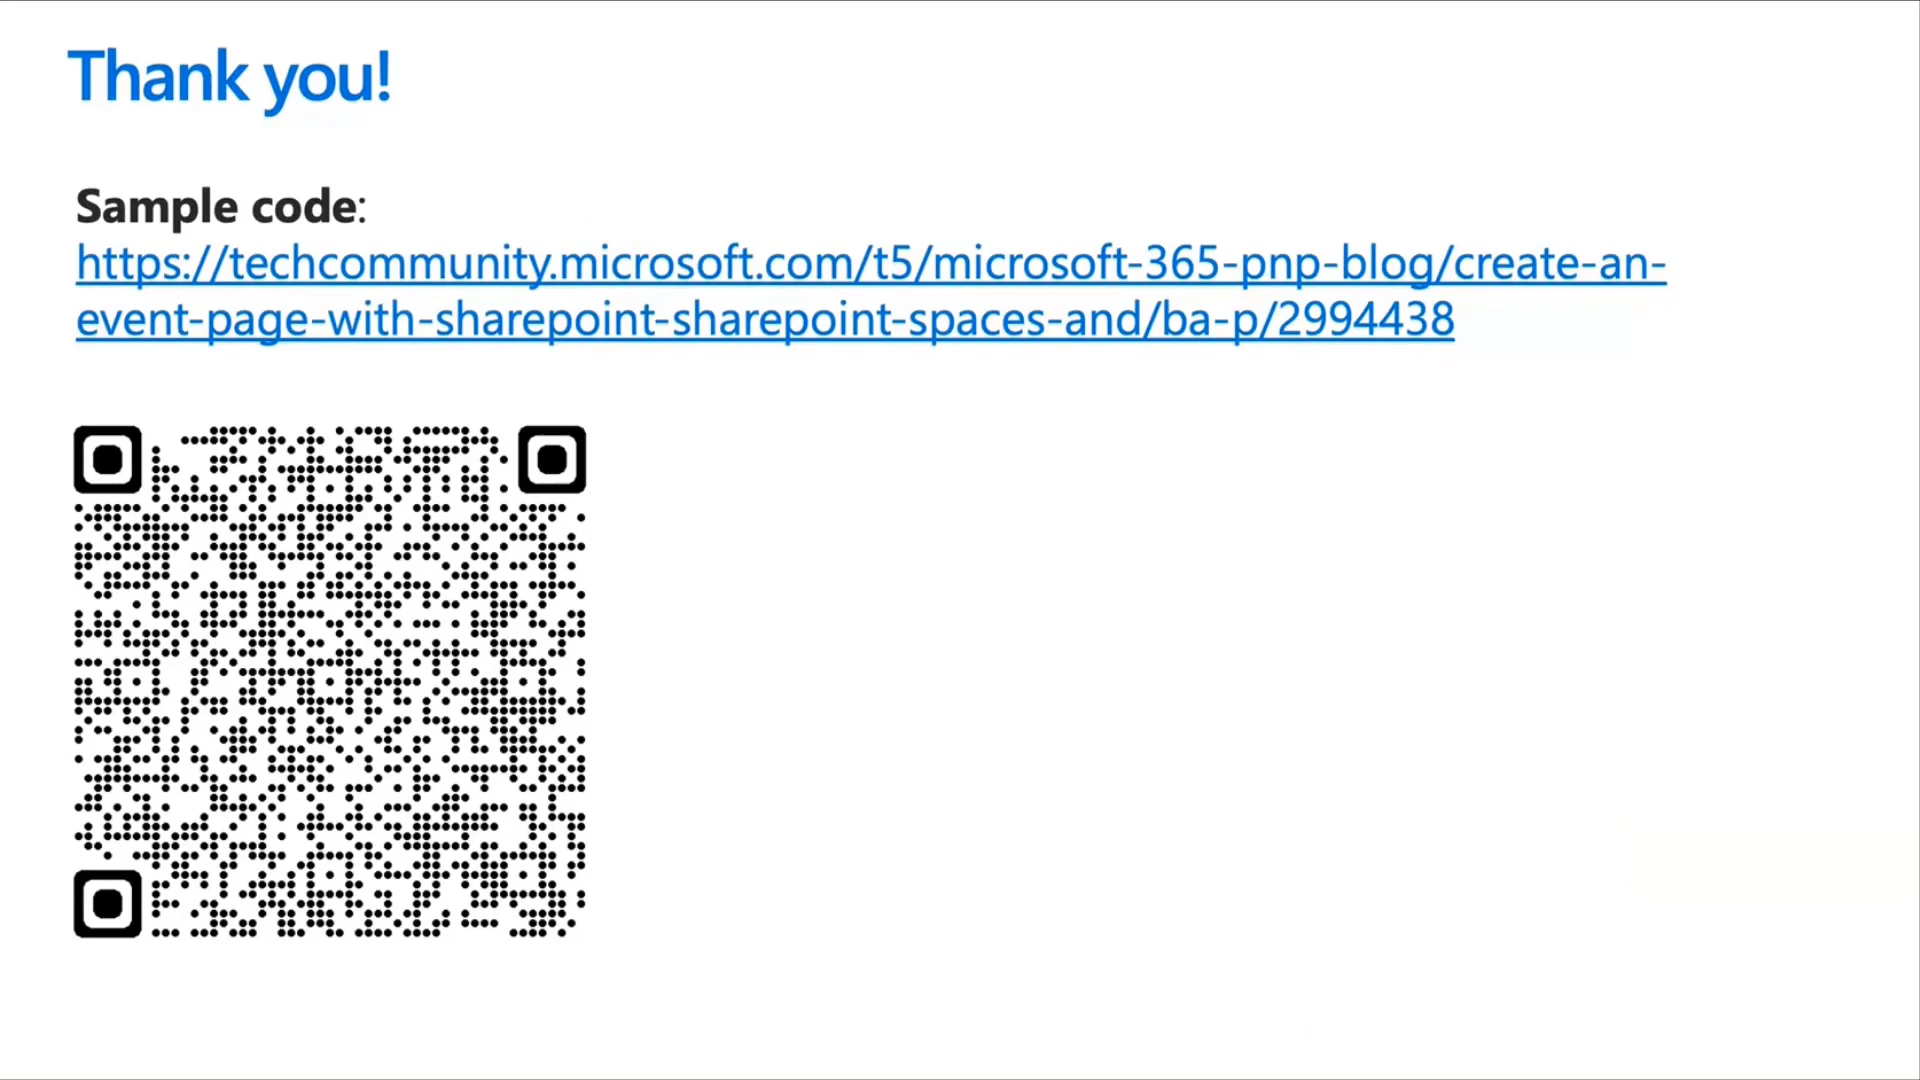 Thank you!
Sample code:
https://techcommunity.microsoft.com/t5/microsoft-365-pnp-blog/create-an-
event-page-with-sharepoint-sharepoint-spaces-and/ba-p/2994438